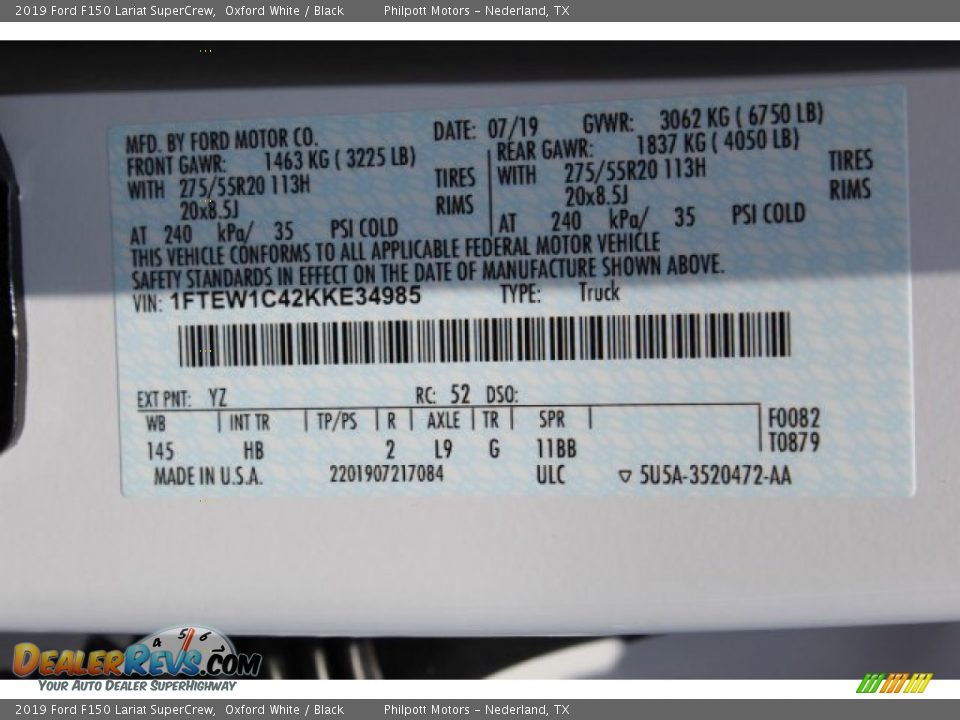 2019 Ford F150 Lariat SuperCrew, Oxford White / Black Philpott Motors - Nederland, TX
MFD. BY FORD MOTOR CO. DATE: 07/19 GVWR: 3062 KG ( 6750 LB)
FRONT GAWR: 1463 KG ( 3225 LB) REAR GAWR: 1837 KG ( 4050 LB)
WITH 275/55R20 113H TIRES WITH 275/55R20 113H TIRES
20x8.5J RIMS 20x8.5J RIMS
AT 240 kPa/ 35 PSI COLD AT 240 kPa/ 35 PSI COLD
THIS VEHICLE CONFORMS TO ALL APPLICABLE FEDERAL MOTOR VEHICLE
SAFETY STANDARDS IN EFFECT ON THE DATE OF MANUFACTURE SHOWN ABOVE.
VIN: 1FTEW1C42KKE34985 TYPE: Truck
EXT PNT: YZ RC: 52 DSO:
WB INT TR TP/PS R AXLE TR SPR F0082
145 HB 2 L9 G 11BB T0879
MADE IN U.S.A. 2201907217084 ULC ▽ 5U5A-3520472-AA
4 5 6
DealerRevs.com
Your Auto Dealer SuperHighway
2019 Ford F150 Lariat SuperCrew, Oxford White / Black Philpott Motors - Nederland, TX